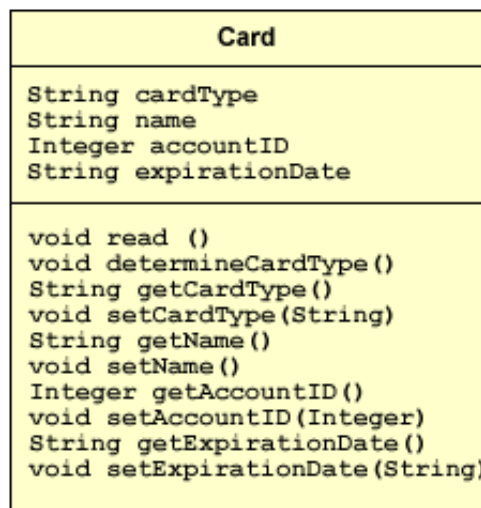 Card
String cardType
String name
Integer accountID
String expirationDate
void read ()
void determineCardType()
String getCardType()
void setCardType(String)
String getName()
void setName()
Integer getAccountID()
void setAccountID(Integer)
String getExpirationDate()
void setExpirationDate(String)